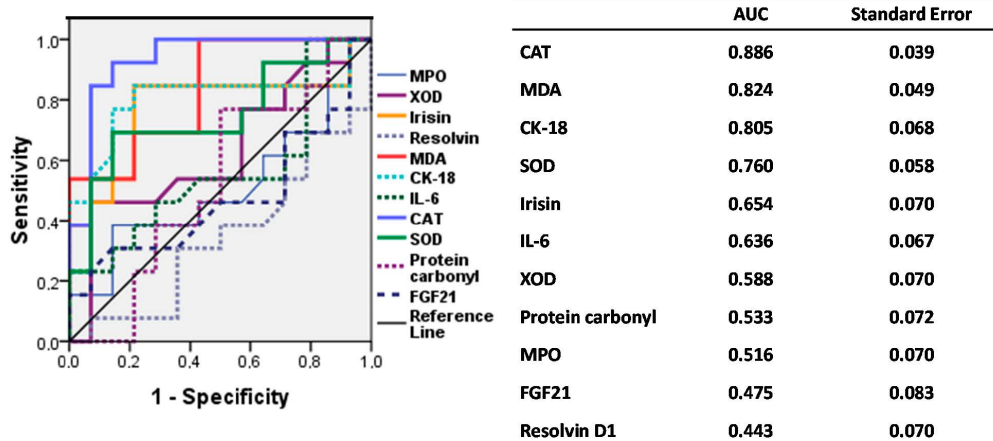 1.0
0.8
0.6
0.4
0.2
0.0
0.0 0.2 0.4 0.6 0.8 1.0
Sensitivity
1 - Specificity
MPO
XOD
Irisin
Resolvin
MDA
CK-18
IL-6
CAT
SOD
Protein
carbonyl
FGF21
Reference
Line
AUC Standard Error
CAT 0.886 0.039
MDA 0.824 0.049
CK-18 0.805 0.068
SOD 0.760 0.058
Irisin 0.654 0.070
IL-6 0.636 0.067
XOD 0.588 0.070
Protein carbonyl 0.533 0.072
MPO 0.516 0.070
FGF21 0.475 0.083
Resolvin D1 0.443 0.070